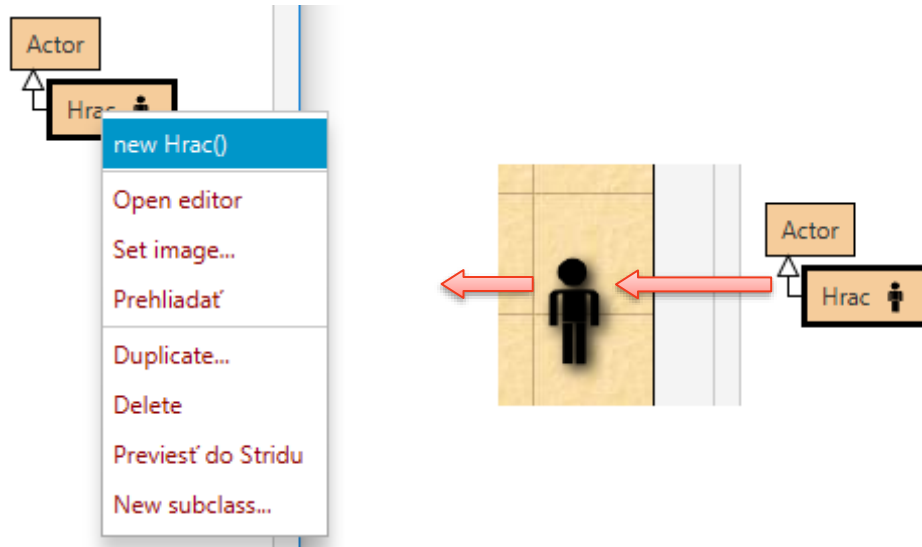 Actor
Hrac
new Hrac()
Open editor
Set image...
Prehliadať
Duplicate...
Delete
Previesť do Stridu
New subclass...
Actor
Hrac